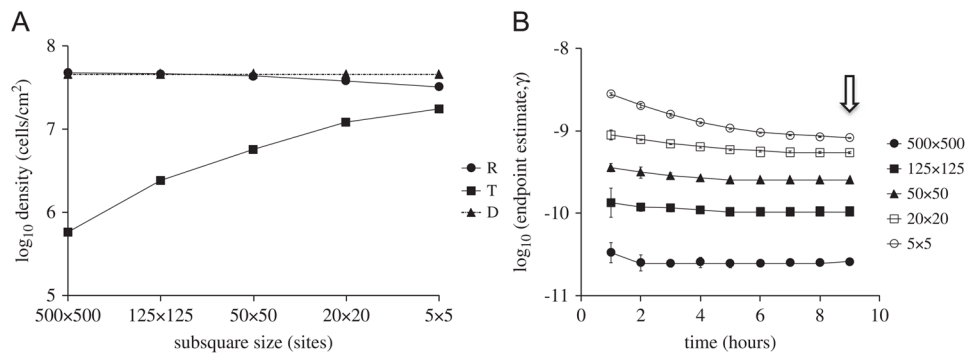 A
log10 density (cells/cm2)
8
7
6
5
500×500 125×125 50×50 20×20 5×5
subsquare size (sites)
R
T
D
B
log10 (endpoint estimate,γ)
-8
-9
-10
-11
0 2 4 6 8 10
time (hours)
500×500
125×125
50×50
20×20
5×5